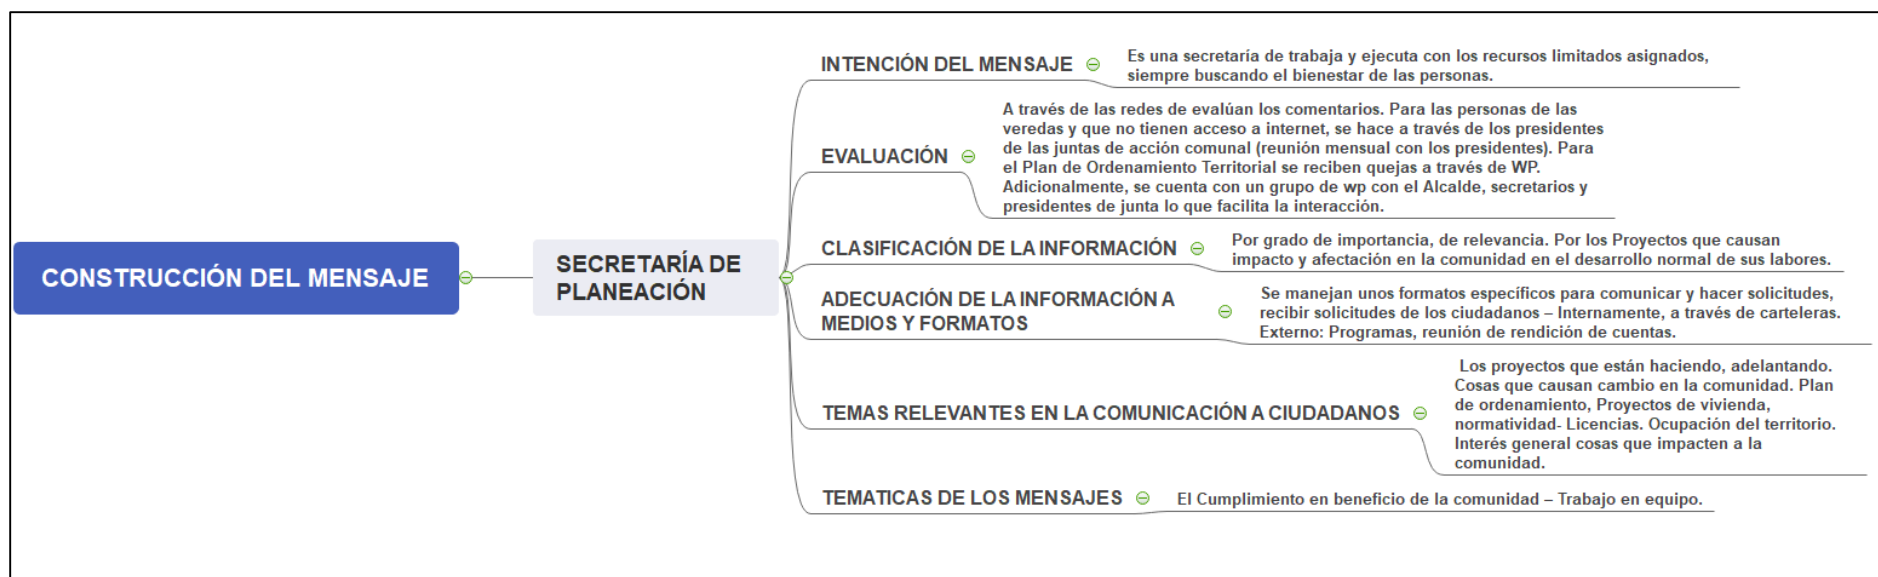 CONSTRUCCIÓN DEL MENSAJE
SECRETARÍA DE
PLANEACIÓN
INTENCIÓN DEL MENSAJE
Es una secretaría de trabaja y ejecuta con los recursos limitados asignados,
siempre buscando el bienestar de las personas.
EVALUACIÓN
A través de las redes de evalúan los comentarios. Para las personas de las
veredas y que no tienen acceso a internet, se hace a través de los presidentes
de las juntas de acción comunal (reunión mensual con los presidentes). Para
el Plan de Ordenamiento Territorial se reciben quejas a través de WP.
Adicionalmente, se cuenta con un grupo de wp con el Alcalde, secretarios y
presidentes de junta lo que facilita la interacción.
CLASIFICACIÓN DE LA INFORMACIÓN
Por grado de importancia, de relevancia. Por los Proyectos que causan
impacto y afectación en la comunidad en el desarrollo normal de sus labores.
ADECUACIÓN DE LA INFORMACIÓN A
MEDIOS Y FORMATOS
Se manejan unos formatos específicos para comunicar y hacer solicitudes,
recibir solicitudes de los ciudadanos – Internamente, a través de carteleras.
Externo: Programas, reunión de rendición de cuentas.
TEMAS RELEVANTES EN LA COMUNICACIÓN A CIUDADANOS
Los proyectos que están haciendo, adelantando.
Cosas que causan cambio en la comunidad. Plan
de ordenamiento, Proyectos de vivienda,
normatividad- Licencias. Ocupación del territorio.
Interés general cosas que impacten a la
comunidad.
TEMATICAS DE LOS MENSAJES
El Cumplimiento en beneficio de la comunidad – Trabajo en equipo.